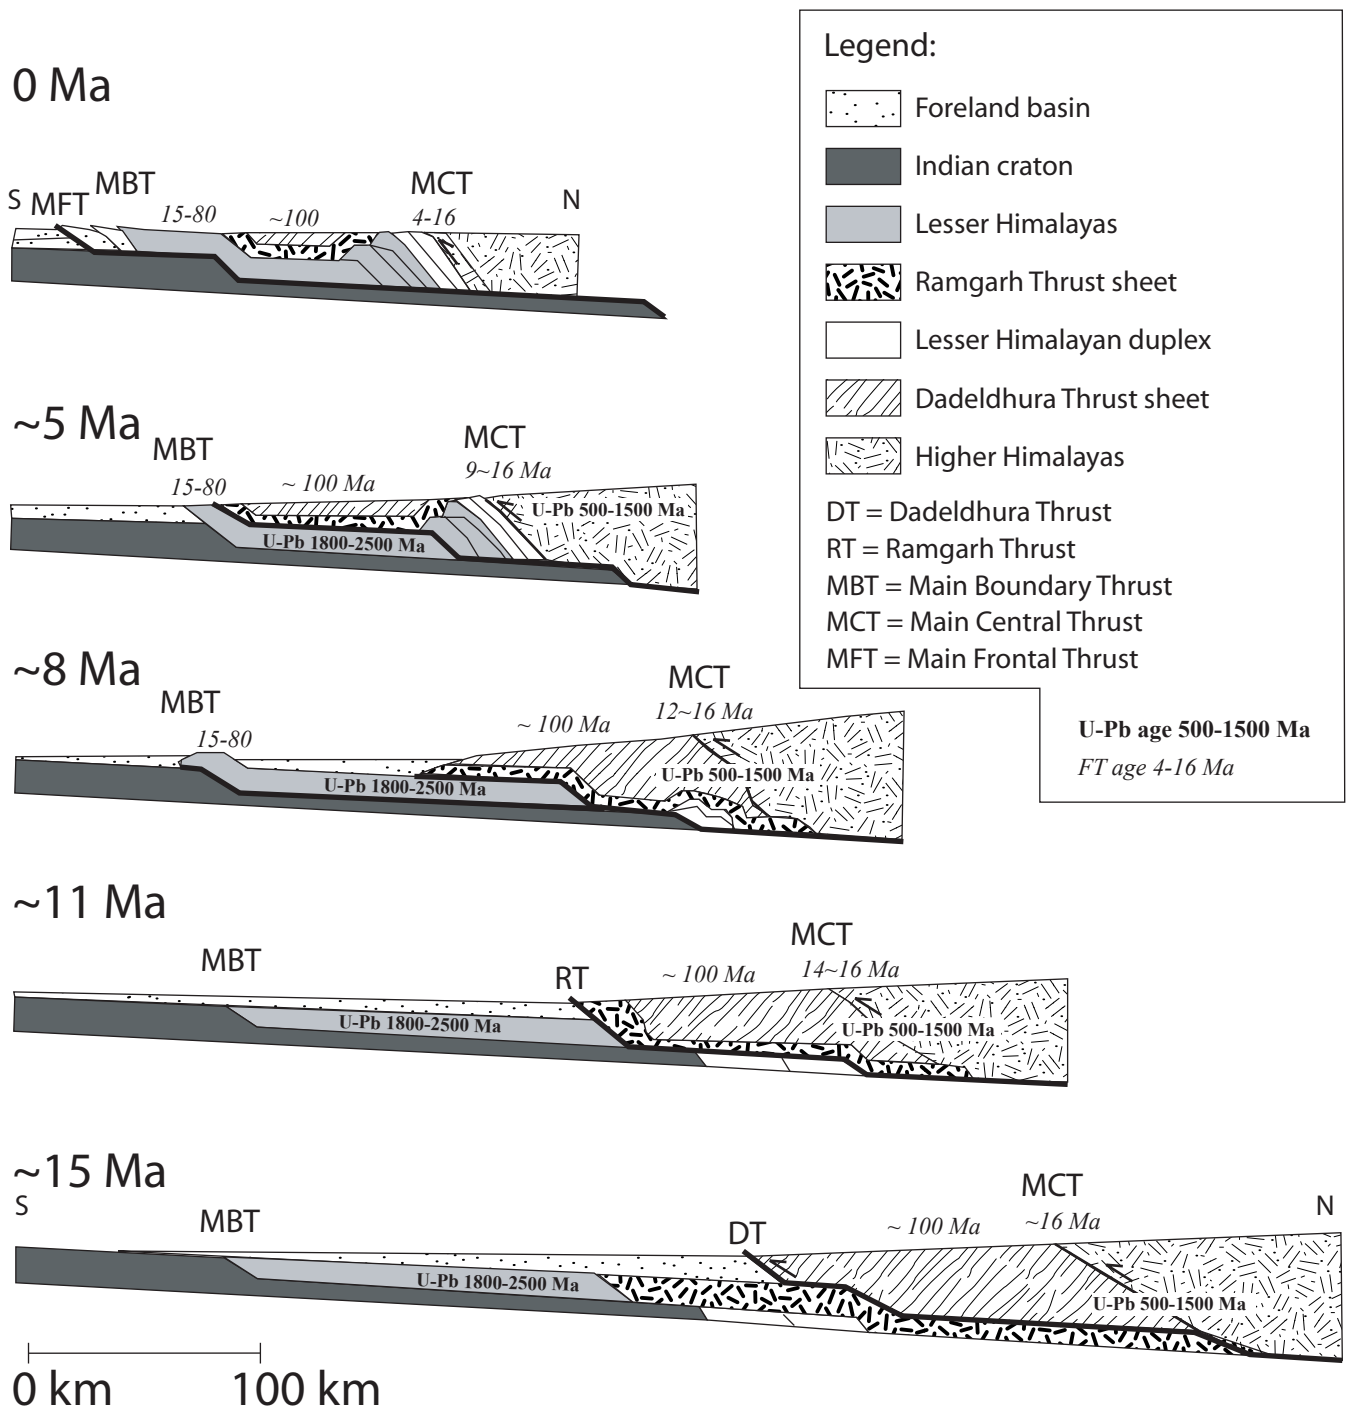 Legend:
Foreland basin
Indian craton
Lesser Himalayas
Ramgarh Thrust sheet
Lesser Himalayan duplex
Dadeldhura Thrust sheet
Higher Himalayas
DT = Dadeldhura Thrust
RT = Ramgarh Thrust
MBT = Main Boundary Thrust
MCT = Main Central Thrust
MFT = Main Frontal Thrust
U-Pb age 500-1500 Ma
FT age 4-16 Ma
0 Ma
S MFT MBT MCT N
15-80 ~100 4-16
~5 Ma
MBT MCT
15-80 ~ 100 Ma 9~16 Ma
U-Pb 500-1500 Ma
U-Pb 1800-2500 Ma
~8 Ma
MBT MCT
15-80 ~ 100 Ma 12~16 Ma
U-Pb 500-1500 Ma
U-Pb 1800-2500 Ma
~11 Ma
MBT RT MCT
~ 100 Ma 14~16 Ma
U-Pb 1800-2500 Ma U-Pb 500-1500 Ma
~15 Ma
S MBT DT MCT N
~ 100 Ma ~16 Ma
U-Pb 1800-2500 Ma
U-Pb 500-1500 Ma
0 km 100 km